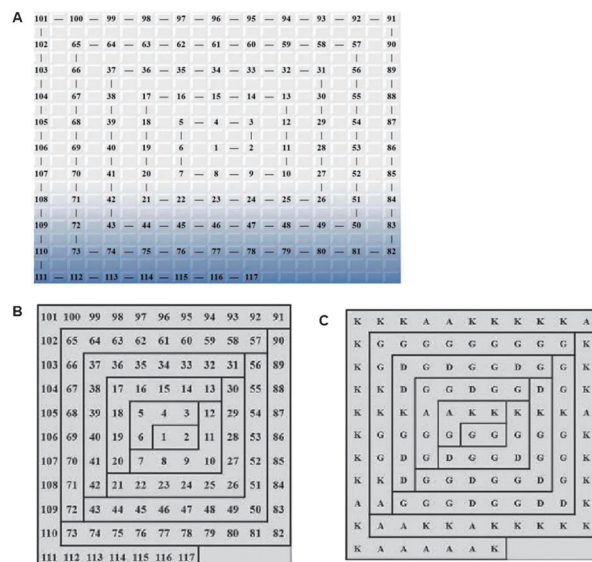 A
101 — 100 — 99 — 98 — 97 — 96 — 95 — 94 — 93 — 92 — 91
102 65 — 64 — 63 — 62 — 61 — 60 — 59 — 58 — 57 90
103 66 37 — 36 — 35 — 34 — 33 — 32 — 31 56 89
104 67 38 17 — 16 — 15 — 14 — 13 30 55 88
105 68 39 18 5 — 4 — 3 12 29 54 87
106 69 40 19 6 1 — 2 11 28 53 86
107 70 41 20 7 — 8 — 9 — 10 27 52 85
108 71 42 21 — 22 — 23 — 24 — 25 — 26 51 84
109 72 43 — 44 — 45 — 46 — 47 — 48 — 49 — 50 83
110 73 — 74 — 75 — 76 — 77 — 78 — 79 — 80 — 81 — 82
111 — 112 — 113 — 114 — 115 — 116 — 117
B
101 100 99 98 97 96 95 94 93 92 91
102 65 64 63 62 61 60 59 58 57 90
103 66 37 36 35 34 33 32 31 56 89
104 67 38 17 16 15 14 13 30 55 88
105 68 39 18 5 4 3 12 29 54 87
106 69 40 19 6 1 2 11 28 53 86
107 70 41 20 7 8 9 10 27 52 85
108 71 42 21 22 23 24 25 26 51 84
109 72 43 44 45 46 47 48 49 50 83
110 73 74 75 76 77 78 79 80 81 82
111 112 113 114 115 116 117
C
K K K A A K K K K K A
K G G G G G G G G G K
K G D G D G G D G G K
K K D G G D G G D G K
K K K A A K K K K K A
K G G G G G G G G G K
K G D G D G G D G G K
K K D G G D G G D G K
A A G G G D G G D D K
K A A K K A K K K K K
K A A A A A K